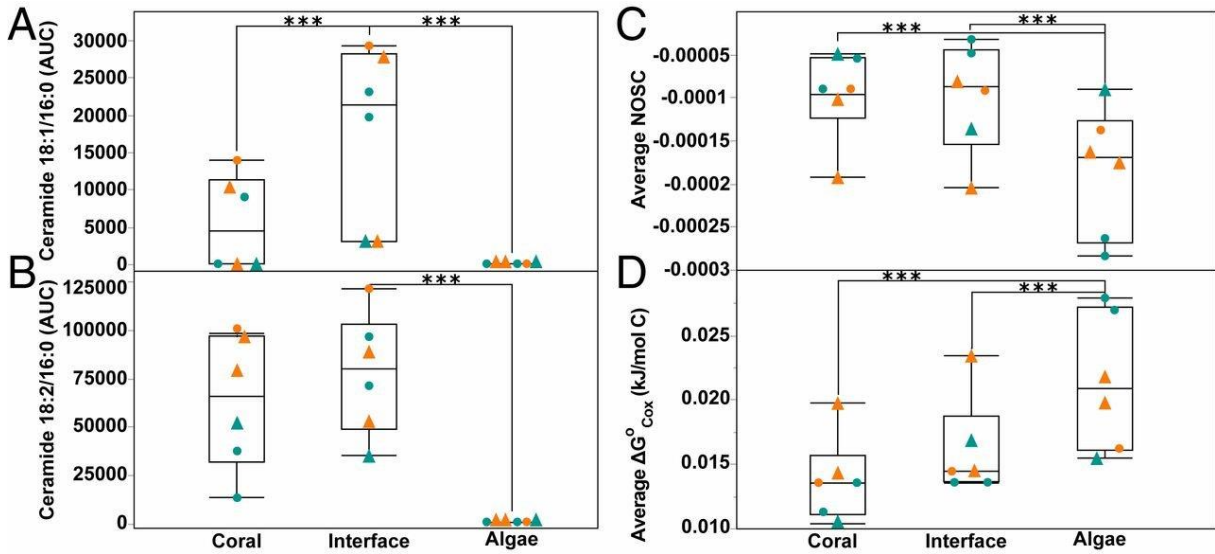 A
Ceramide 18:1/16:0 (AUC)
30000
25000
20000
15000
10000
5000
0
*** ***
B
Ceramide 18:2/16:0 (AUC)
125000
100000
75000
50000
25000
0
***
Coral Interface Algae
C
Average NOSC
-0.00005
-0.0001
-0.00015
-0.0002
-0.00025
-0.0003
*** ***
D
Average ΔG°Cox (kJ/mol C)
0.025
0.020
0.015
0.010
*** ***
Coral Interface Algae